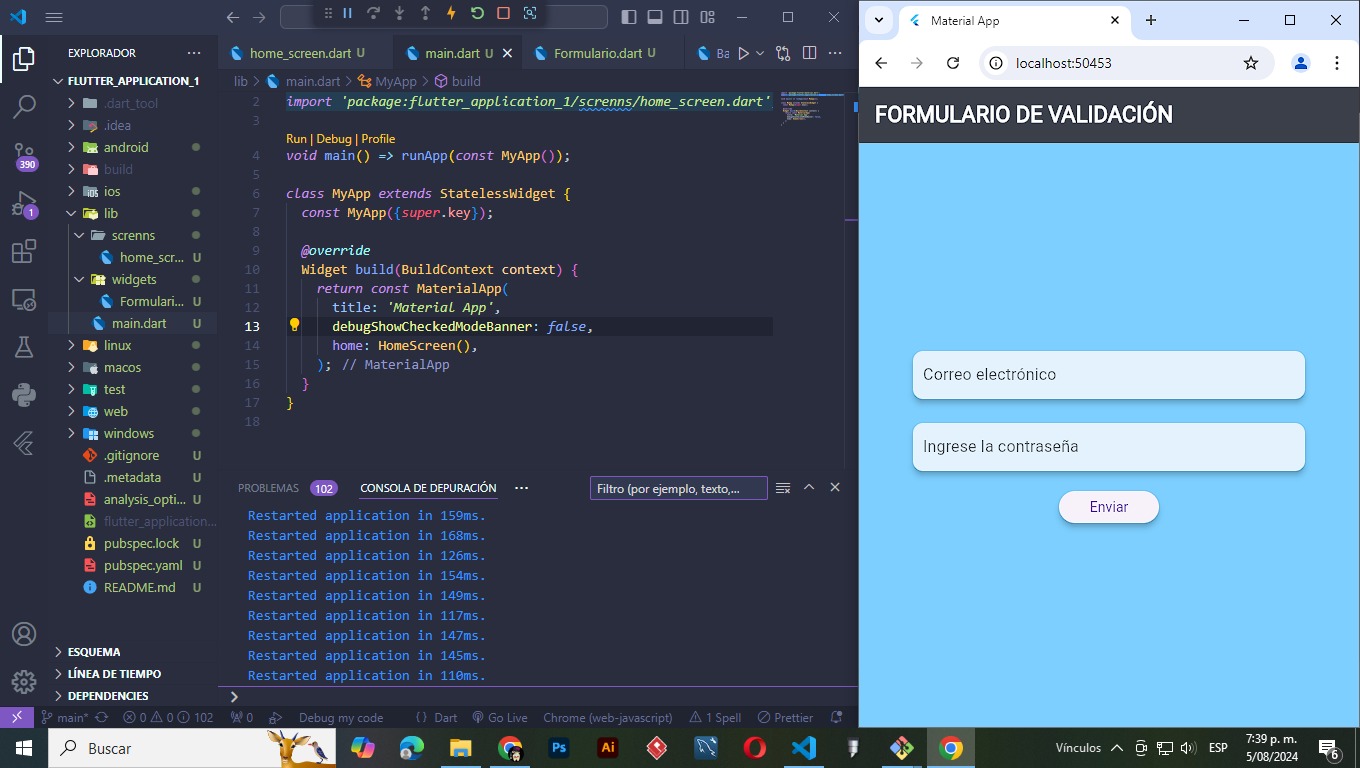 home_screen.dart U
main.dart U
Formulario.dart U
Ba
EXPLORADOR
FLUTTER_APPLICATION_1
.dart_tool
.idea
android
build
ios
lib
screnns
home_scr... U
widgets
Formulari... U
main.dart U
linux
macos
test
web
windows
.gitignore U
.metadata U
analysis_opti... U
flutter_application...
pubspec.lock U
pubspec.yaml U
README.md U
ESQUEMA
LÍNEA DE TIEMPO
DEPENDENCIES
390
1
lib > main.dart > MyApp > build
2 import 'package:flutter_application_1/screnns/home_screen.dart'
3
Run | Debug | Profile
4 void main() => runApp(const MyApp());
5
6 class MyApp extends StatelessWidget {
7 const MyApp({super.key});
8
9 @override
10 Widget build(BuildContext context) {
11 return const MaterialApp(
12 title: 'Material App',
13 debugShowCheckedModeBanner: false,
14 home: HomeScreen(),
15 ); // MaterialApp
16 }
17 }
18
PROBLEMAS 102 CONSOLA DE DEPURACIÓN ... Filtro (por ejemplo, texto,...
Restarted application in 159ms.
Restarted application in 168ms.
Restarted application in 126ms.
Restarted application in 154ms.
Restarted application in 149ms.
Restarted application in 117ms.
Restarted application in 147ms.
Restarted application in 145ms.
Restarted application in 110ms.
main* 0 0 102 0 Debug my code {} Dart Go Live Chrome (web-javascript) 1 Spell Prettier
Material App
localhost:50453
FORMULARIO DE VALIDACIÓN
Correo electrónico
Ingrese la contraseña
Enviar
Buscar
Ps
Ai
Vínculos
ESP
7:39 p. m.
5/08/2024
6